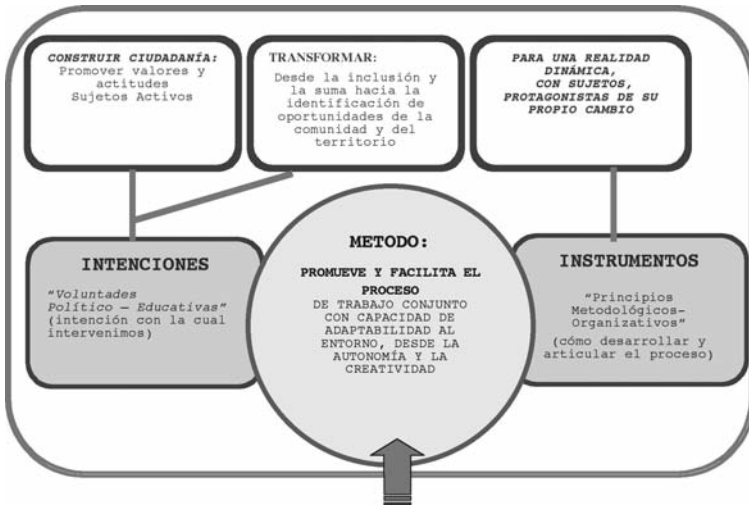 CONSTRUIR CIUDADANÍA:
Promover valores y
actitudes
Sujetos Activos
TRANSFORMAR:
Desde la inclusión y
la suma hacia la
identificación de
oportunidades de la
comunidad y del
territorio
PARA UNA REALIDAD
DINÁMICA,
CON SUJETOS,
PROTAGONISTAS DE SU
PROPIO CAMBIO
INTENCIONES
"Voluntades
Político – Educativas"
(intención con la cual
intervenimos)
METODO:
PROMUEVE Y FACILITA EL
PROCESO
DE TRABAJO CONJUNTO
CON CAPACIDAD DE
ADAPTABILIDAD AL
ENTORNO, DESDE LA
AUTONOMÍA Y LA
CREATIVIDAD
INSTRUMENTOS
"Principios
Metodológicos-
Organizativos"
(cómo desarrollar y
articular el proceso)